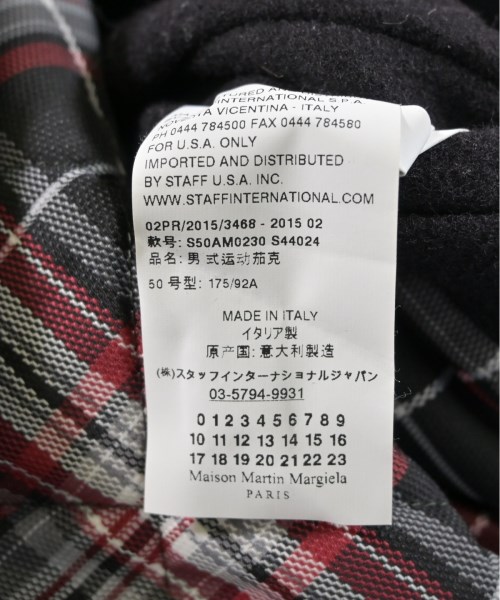 INTERNATIONAL S.P.A
VICENTINA - ITALY
PH 0444 784500 FAX 0444 784580
FOR U.S.A. ONLY
IMPORTED AND DISTRIBUTED
BY STAFF U.S.A. INC.
WWW.STAFFINTERNATIONAL.COM
02PR/2015/3468 - 2015 02
款号: S50AM0230 S44024
品名: 男 式运动茄克
50 号型: 175/92A
MADE IN ITALY
イタリア製
原产国: 意大利製造
(株)スタッフインターナショナルジャパン
03-5794-9931
0 1 2 3 4 5 6 7 8 9
10 11 12 13 14 15 16
17 18 19 20 21 22 23
Maison Martin Margiela
PARIS